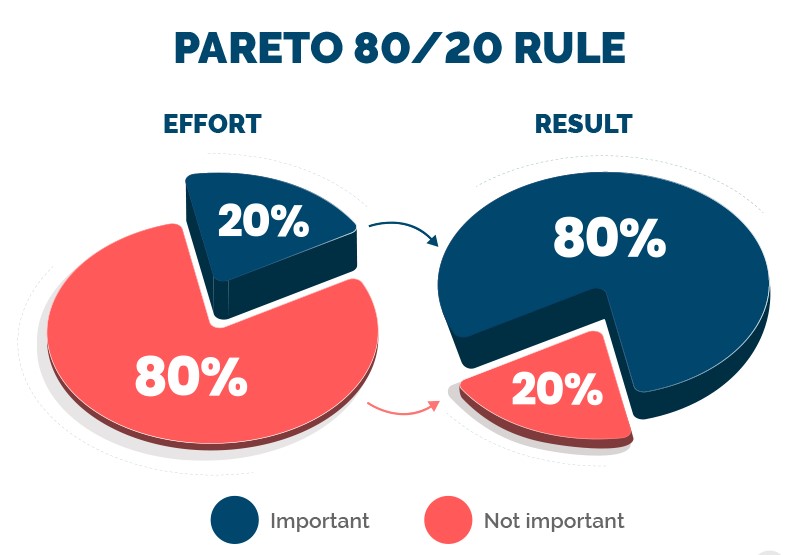 PARETO 80/20 RULE
EFFORT
RESULT
20%
80%
80%
20%
Important
Not important